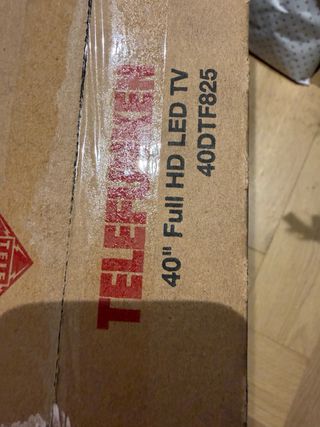 TELEFUNKEN
40" Full HD LED TV
40DTF825